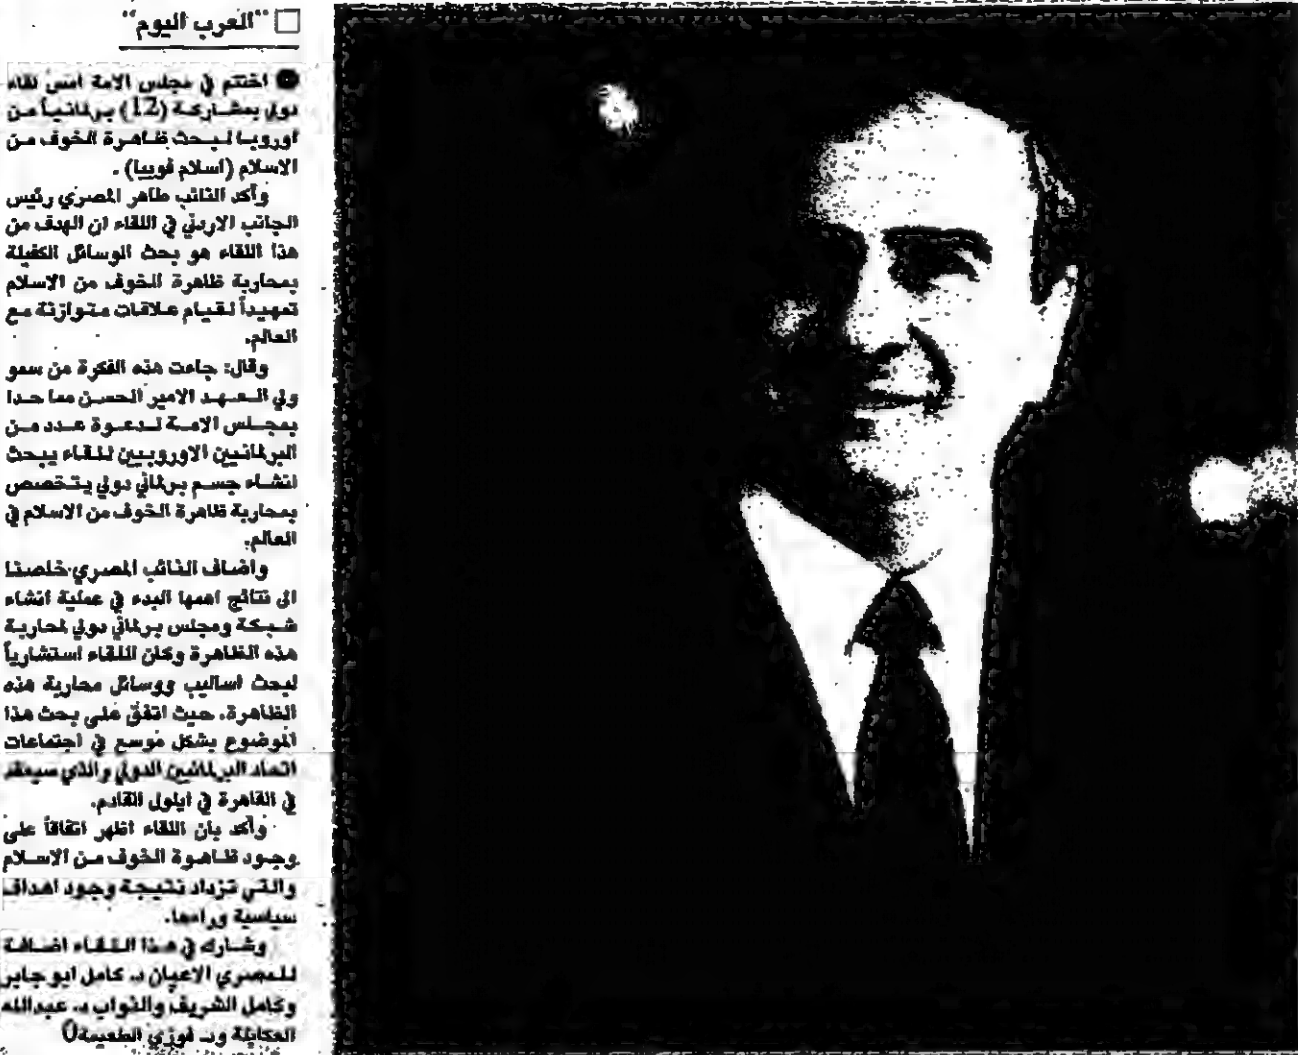 "العرب اليوم"
اختتم في مجلس الامة امس لقاء
دولي بمشاركة (12) برلمانياً من
اوروبا لبحث ظاهرة الخوف من
الاسلام (اسلام فوبيا) .
وأكد النائب طاهر المصري رئيس
الجانب الاردني في اللقاء ان الهدف من
هذا اللقاء هو بحث الوسائل الكفيلة
بمحاربة ظاهرة الخوف من الاسلام
تمهيداً لقيام علاقات متوازنة مع
العالم.
وقال: جاءت هذه الفكرة من سمو
ولي العهد الامير الحسن مما حدا
بمجلس الامة لدعوة عدد من
البرلمانيين الاوروبيين للقاء يبحث
انشاء جسم برلماني دولي يتخصص
بمحاربة ظاهرة الخوف من الاسلام في
العالم.
واضاف النائب المصري خلصنا
الى نتائج اهمها البدء في عملية انشاء
شبكة ومجلس برلماني دولي لمحاربة
هذه الظاهرة وكان اللقاء استشارياً
لبحث اساليب ووسائل محاربة هذه
الظاهرة، حيث اتفق على بحث هذا
الموضوع بشكل موسع في اجتماعات
اتحاد البرلمانيين الدولي والذي سيعقد
في القاهرة في ايلول القادم.
وأكد بان اللقاء اظهر اتفاقاً على
وجود ظاهرة الخوف من الاسلام
والتي تزداد نتيجة وجود اهداف
سياسية وراءها.
وشارك في هذا اللقاء اضافة
للمصري الاعيان د. كامل ابو جابر
وكامل الشريف والنواب د. عبدالله
العكايلة ود. فوزي الطعيمة0